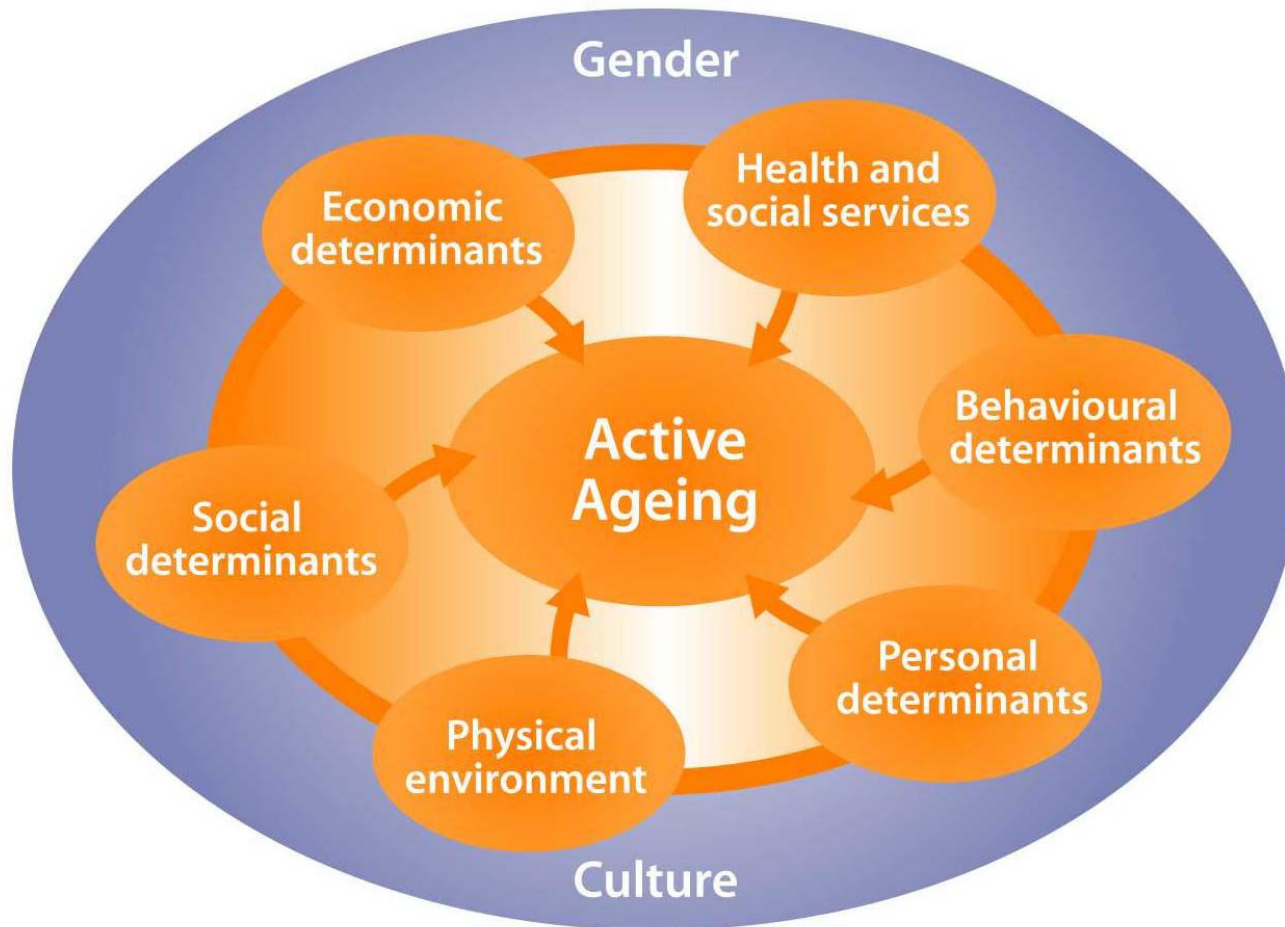 Gender
Economic
determinants
Health and
social services
Behavioural
determinants
Active
Ageing
Social
determinants
Personal
determinants
Physical
environment
Culture